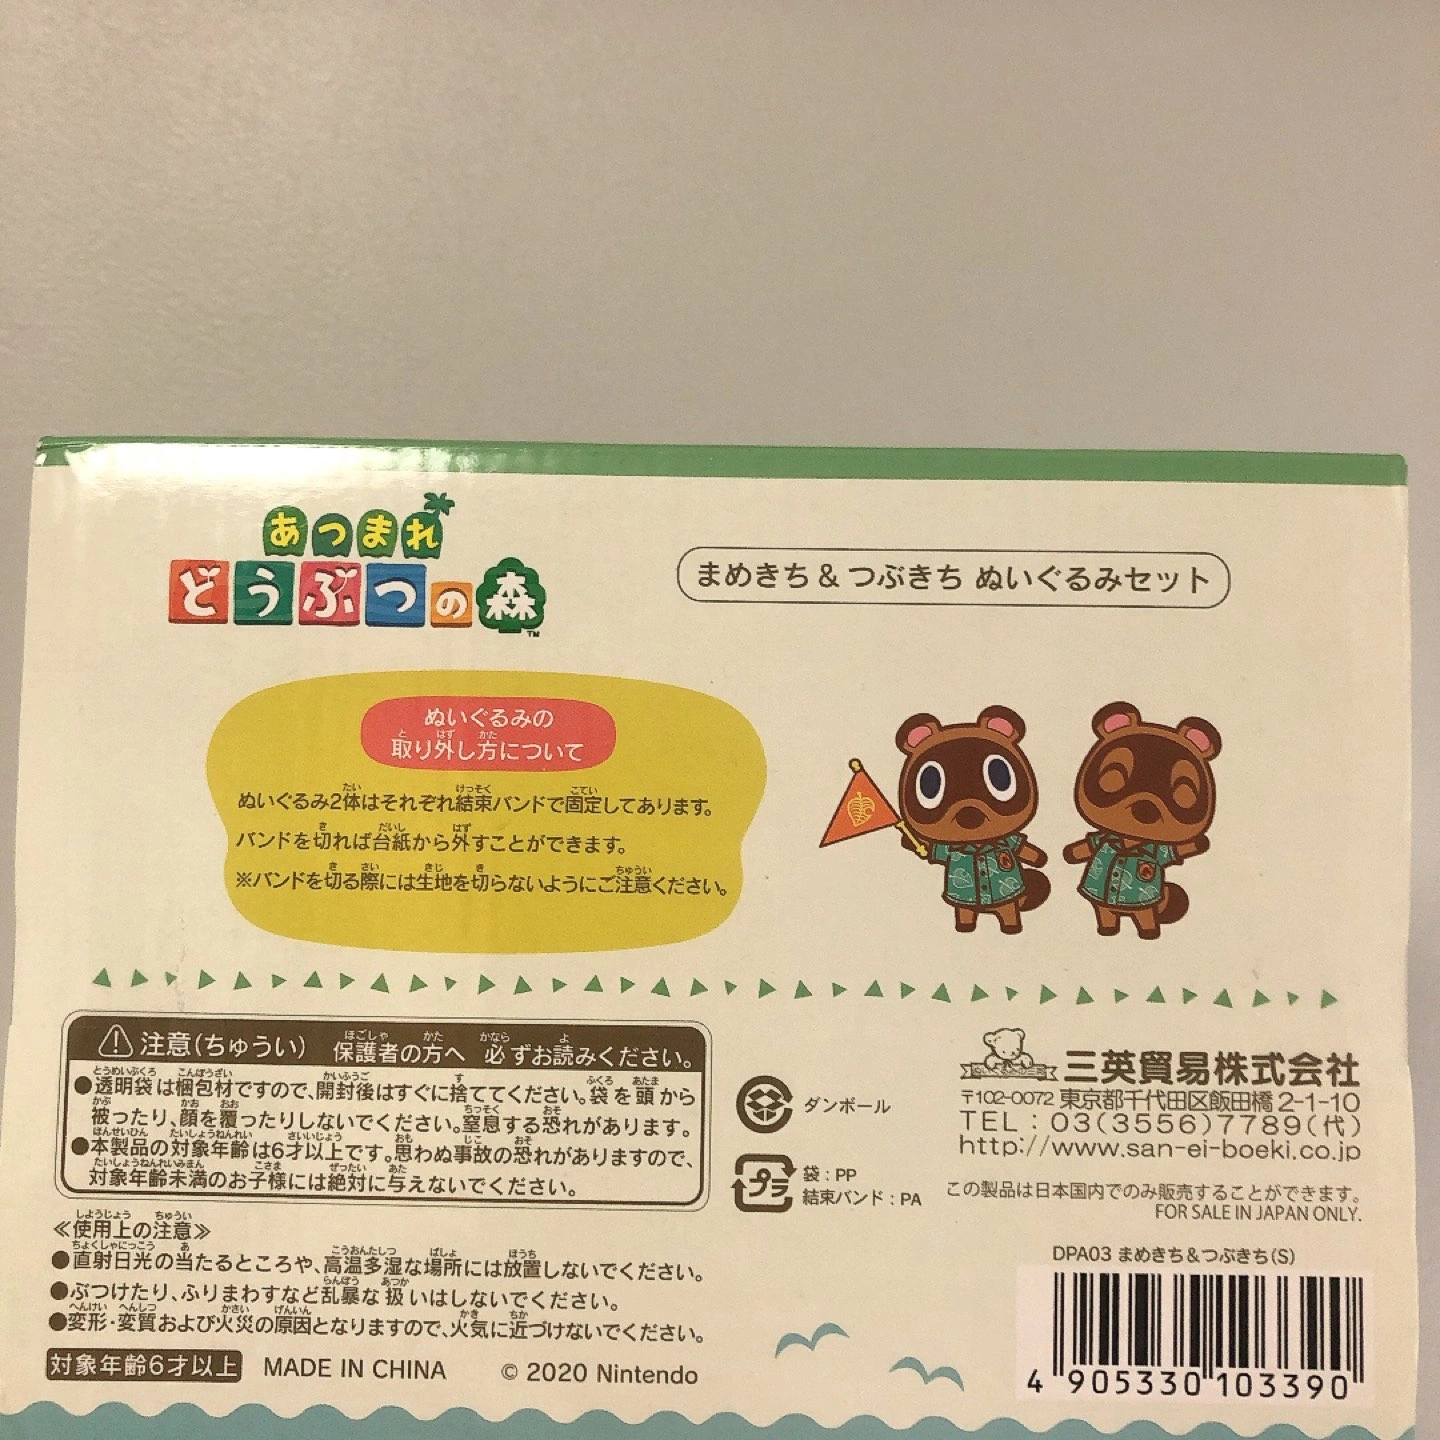 あつまれ
どうぶつの森™
まめきち&つぶきち ぬいぐるみセット
ぬいぐるみの
取り外し方について
ぬいぐるみ2体はそれぞれ結束バンドで固定してあります。
バンドを切れば台紙から外すことができます。
※バンドを切る際には生地を切らないようにご注意ください。
注意(ちゅうい) 保護者の方へ 必ずお読みください。
●透明袋は梱包材ですので、開封後はすぐに捨ててください。袋を頭から
被ったり、顔を覆ったりしないでください。窒息する恐れがあります。
●本製品の対象年齢は6才以上です。思わぬ事故の恐れがありますので、
対象年齢未満のお子様には絶対に与えないでください。
≪使用上の注意≫
●直射日光の当たるところや、高温多湿な場所には放置しないでください。
●ぶつけたり、ふりまわすなど乱暴な扱いはしないでください。
●変形・変質および火災の原因となりますので、火気に近づけないでください。
対象年齢6才以上 MADE IN CHINA © 2020 Nintendo
ダンボール
プラ
袋:PP
結束バンド:PA
三英貿易株式会社
〒102-0072 東京都千代田区飯田橋2-1-10
TEL:03(3556)7789(代)
http://www.san-ei-boeki.co.jp
この製品は日本国内でのみ販売することができます。
FOR SALE IN JAPAN ONLY.
DPA03 まめきち&つぶきち(S)
4 905330 103390